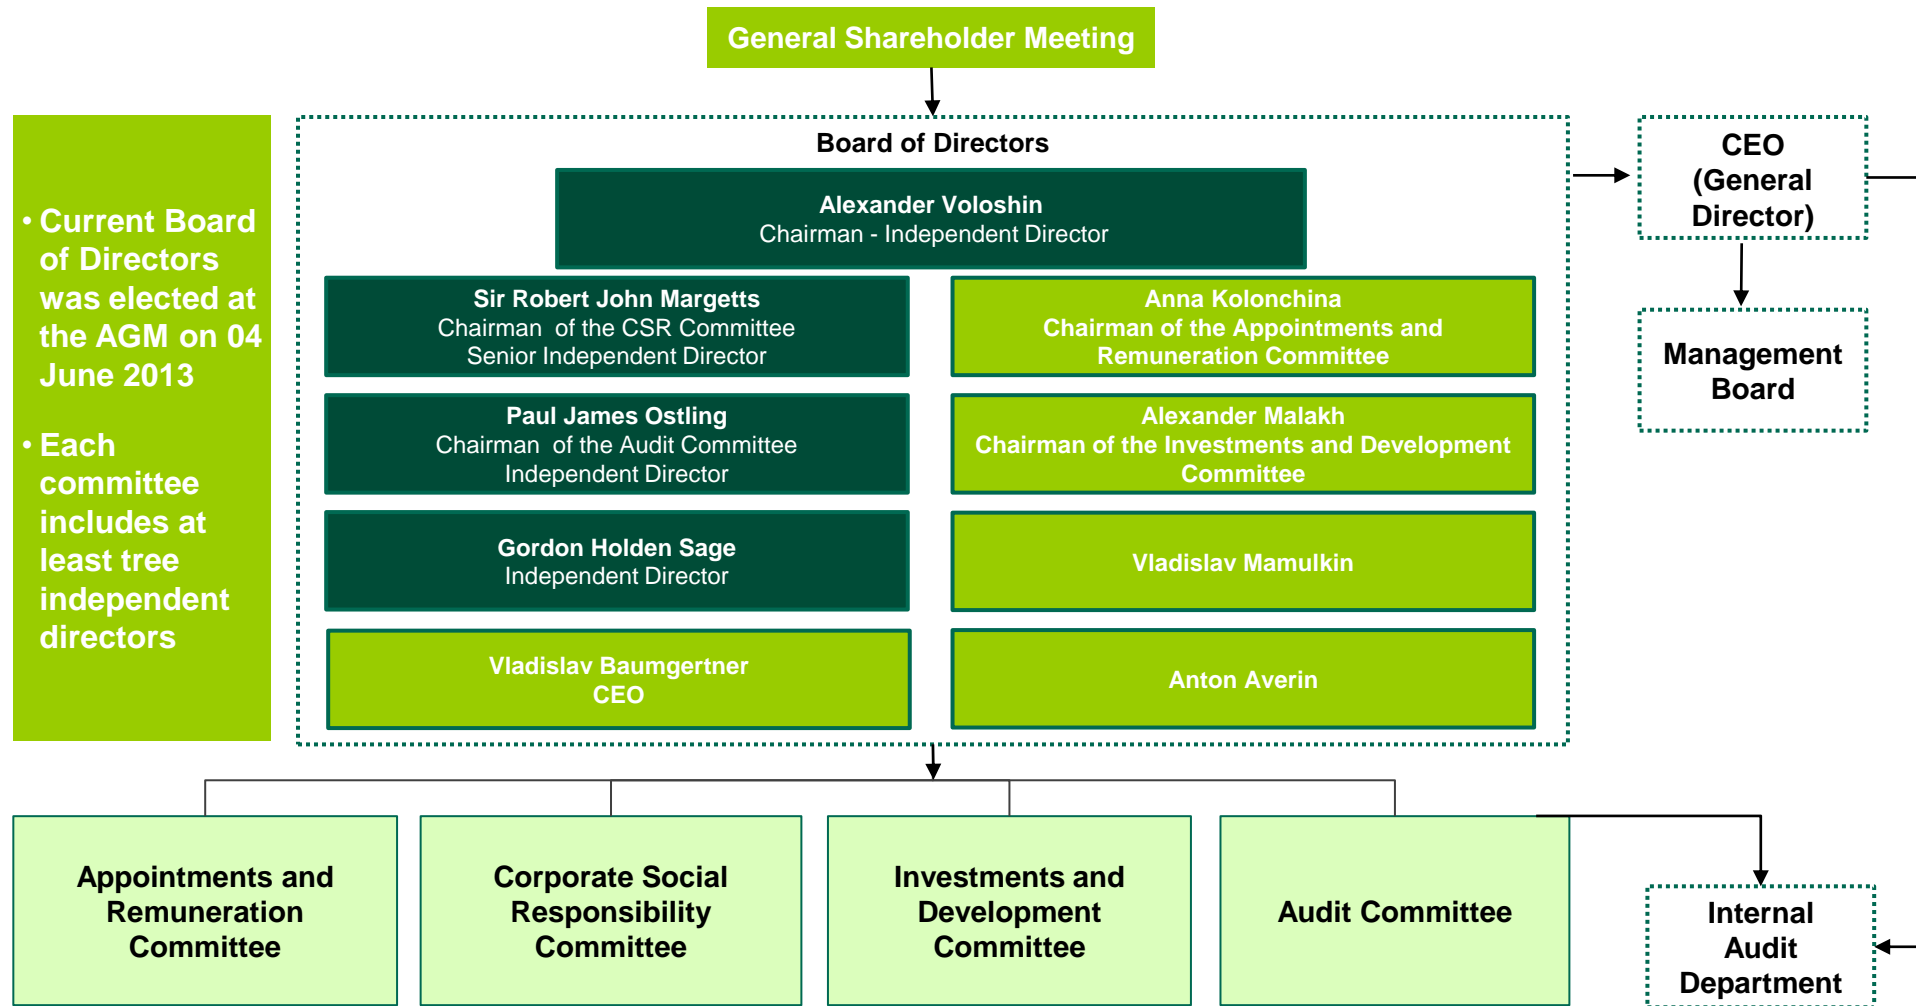 General Shareholder Meeting
• Current Board
of Directors
was elected at
the AGM on 04
June 2013
• Each
committee
includes at
least tree
independent
directors
Board of Directors
Alexander Voloshin
Chairman - Independent Director
Sir Robert John Margetts
Chairman of the CSR Committee
Senior Independent Director
Anna Kolonchina
Chairman of the Appointments and
Remuneration Committee
Paul James Ostling
Chairman of the Audit Committee
Independent Director
Alexander Malakh
Chairman of the Investments and Development
Committee
Gordon Holden Sage
Independent Director
Vladislav Mamulkin
Vladislav Baumgertner
CEO
Anton Averin
CEO
(General
Director)
Management
Board
Appointments and
Remuneration
Committee
Corporate Social
Responsibility
Committee
Investments and
Development
Committee
Audit Committee
Internal
Audit
Department